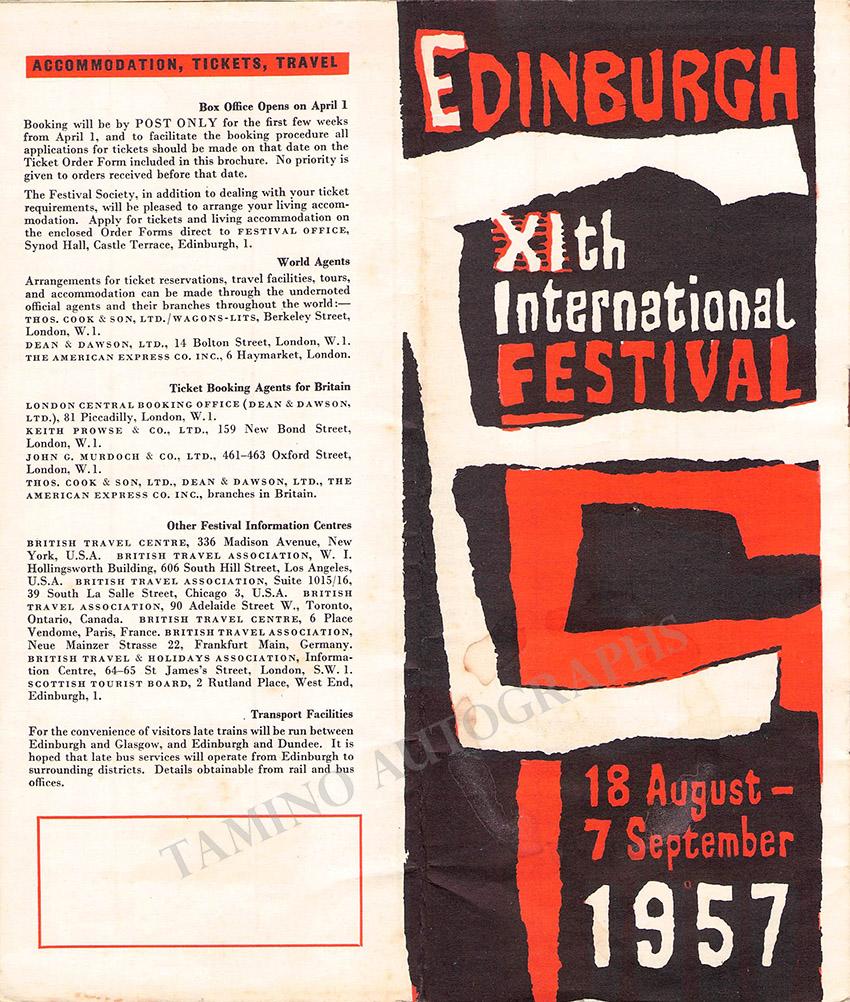 ACCOMMODATION, TICKETS, TRAVEL
Box Office Opens on April 1
Booking will be by POST ONLY for the first few weeks
from April 1, and to facilitate the booking procedure all
applications for tickets should be made on that date on the
Ticket Order Form included in this brochure. No priority is
given to orders received before that date.
The Festival Society, in addition to dealing with your ticket
requirements, will be pleased to arrange your living accom-
modation. Apply for tickets and living accommodation on
the enclosed Order Forms direct to FESTIVAL OFFICE,
Synod Hall, Castle Terrace, Edinburgh, 1.
World Agents
Arrangements for ticket reservations, travel facilities, tours,
and accommodation can be made through the undernoted
official agents and their branches throughout the world:—
THOS. COOK & SON, LTD./WAGONS-LITS, Berkeley Street,
London, W.1.
DEAN & DAWSON, LTD., 14 Bolton Street, London, W.1.
THE AMERICAN EXPRESS CO. INC., 6 Haymarket, London.
Ticket Booking Agents for Britain
LONDON CENTRAL BOOKING OFFICE (DEAN & DAWSON,
LTD.), 81 Piccadilly, London, W.1.
KEITH PROWSE & CO., LTD., 159 New Bond Street,
London, W.1.
JOHN G. MURDOCH & CO., LTD., 461–463 Oxford Street,
London, W.1.
THOS. COOK & SON, LTD., DEAN & DAWSON, LTD., THE
AMERICAN EXPRESS CO. INC., branches in Britain.
Other Festival Information Centres
BRITISH TRAVEL CENTRE, 336 Madison Avenue, New
York, U.S.A. BRITISH TRAVEL ASSOCIATION, W. I.
Hollingsworth Building, 606 South Hill Street, Los Angeles,
U.S.A. BRITISH TRAVEL ASSOCIATION, Suite 1015/16,
39 South La Salle Street, Chicago 3, U.S.A. BRITISH
TRAVEL ASSOCIATION, 90 Adelaide Street W., Toronto,
Ontario, Canada. BRITISH TRAVEL CENTRE, 6 Place
Vendome, Paris, France. BRITISH TRAVEL ASSOCIATION,
Neue Mainzer Strasse 22, Frankfurt Main, Germany.
BRITISH TRAVEL & HOLIDAYS ASSOCIATION, Informa-
tion Centre, 64–65 St James's Street, London, S.W.1.
SCOTTISH TOURIST BOARD, 2 Rutland Place, West End,
Edinburgh, 1.
Transport Facilities
For the convenience of visitors late trains will be run between
Edinburgh and Glasgow, and Edinburgh and Dundee. It is
hoped that late bus services will operate from Edinburgh to
surrounding districts. Details obtainable from rail and bus
offices.
EDINBURGH
XIth
International
FESTIVAL
18 August –
7 September
1957
TAMINO AUTOGRAPHS